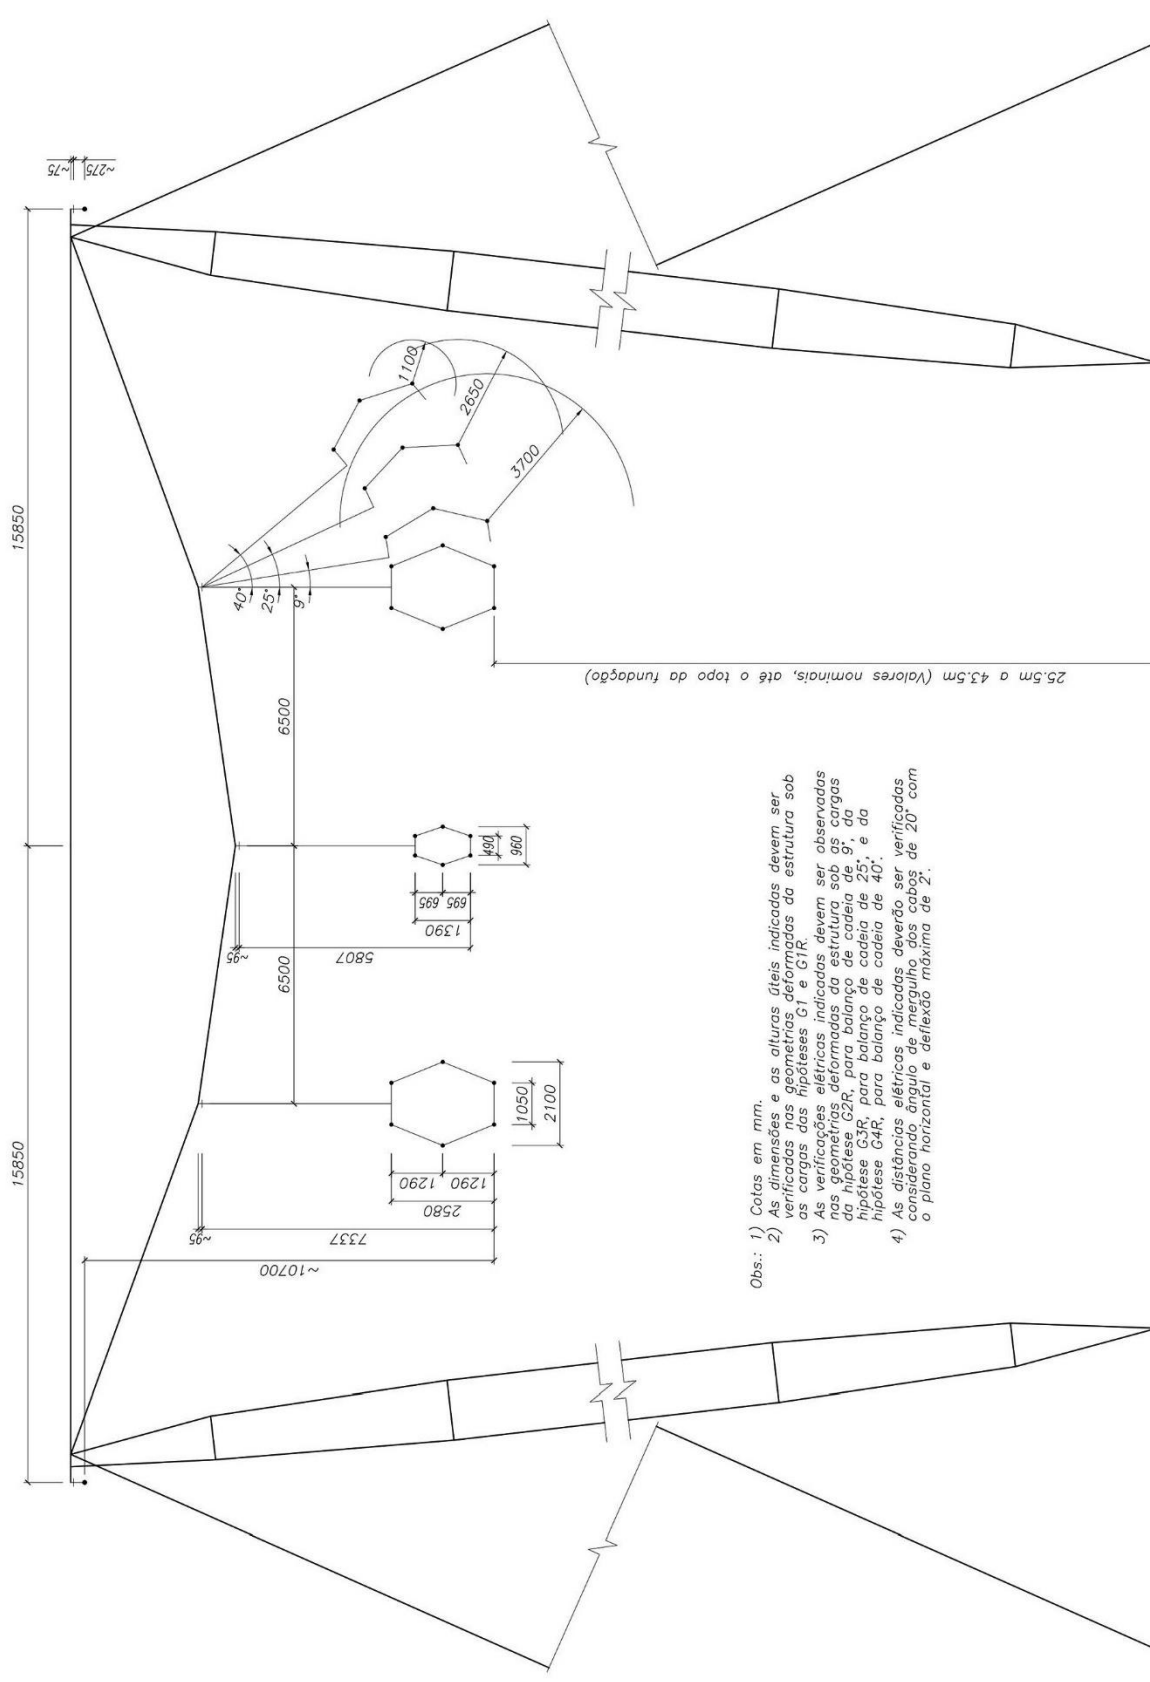 15850
15850
~75
~275
1100
2650
3700
40°
25°
9°
6500
6500
25.5m a 43.5m (Valores nominais, até o topo da fundação)
490
960
695
695
1390
~95
5807
1050
2100
1290
1290
2580
~95
7337
~10700
Obs.: 1) Cotas em mm.
2) As dimensões e as alturas úteis indicadas devem ser
verificadas nas geometrias deformadas da estrutura sob
as cargas das hipóteses G1 e G1R.
3) As verificações elétricas indicadas devem ser observadas
nas geometrias deformadas da estrutura sob as cargas
da hipótese G2R, para balanço de cadeia de 9°, da
hipótese G3R, para balanço de cadeia de 25°, e da
hipótese G4R, para balanço de cadeia de 40°.
4) As distâncias elétricas indicadas deverão ser verificadas
considerando ângulo de mergulho dos cabos de 20° com
o plano horizontal e deflexão máxima de 2°.